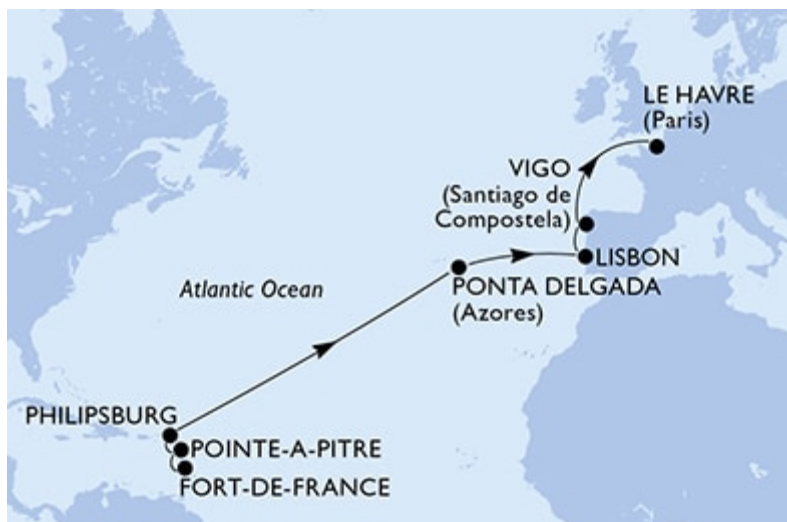 LE HAVRE
(Paris)
VIGO
(Santiago de
Compostela)
LISBON
PONTA DELGADA
(Azores)
Atlantic Ocean
PHILIPSBURG
POINTE-A-PITRE
FORT-DE-FRANCE